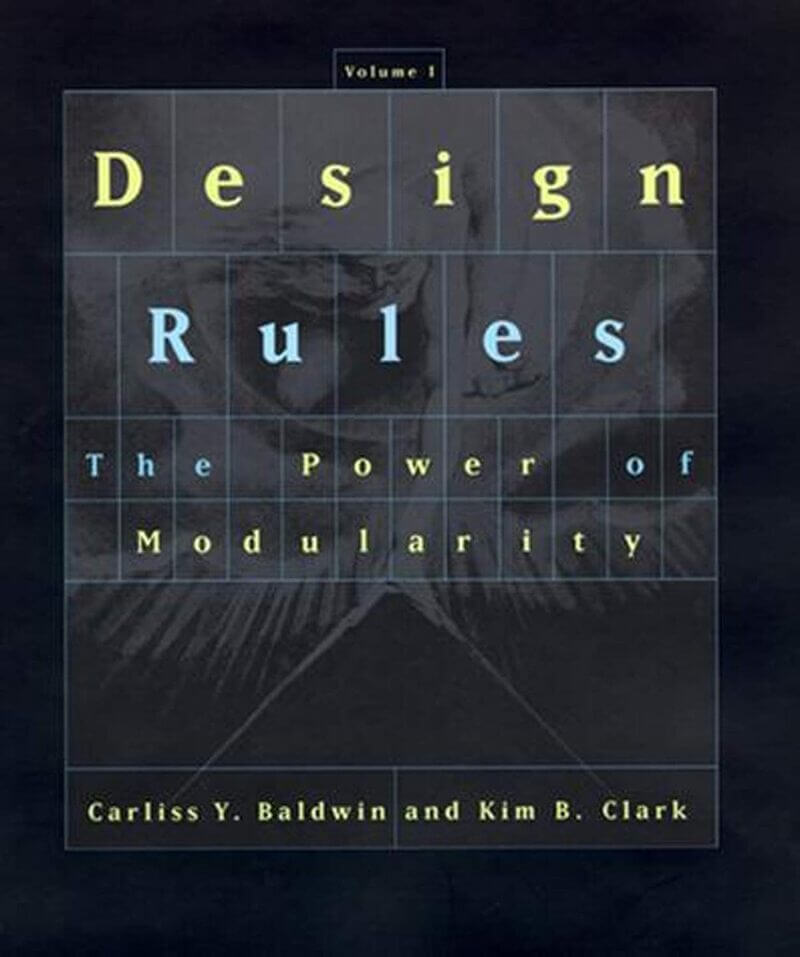 Volume 1
Design
Rules
The Power of
Modularity
Carliss Y. Baldwin and Kim B. Clark